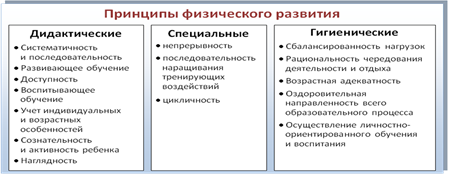 Принципы физического развития
Дидактические
• Систематичность
и последовательность
• Развивающее обучение
• Доступность
• Воспитывающее
обучение
• Учет индивидуальных
и возрастных
особенностей
• Сознательность
и активность ребенка
• Наглядность
Специальные
• непрерывность
• последовательность
наращивания
тренирующих
воздействий
• цикличность
Гигиенические
• Сбалансированность нагрузок
• Рациональность чередования
деятельности и отдыха
• Возрастная адекватность
• Оздоровительная
направленность всего
образовательного процесса
• Осуществление личностно-
ориентированного обучения
и воспитания